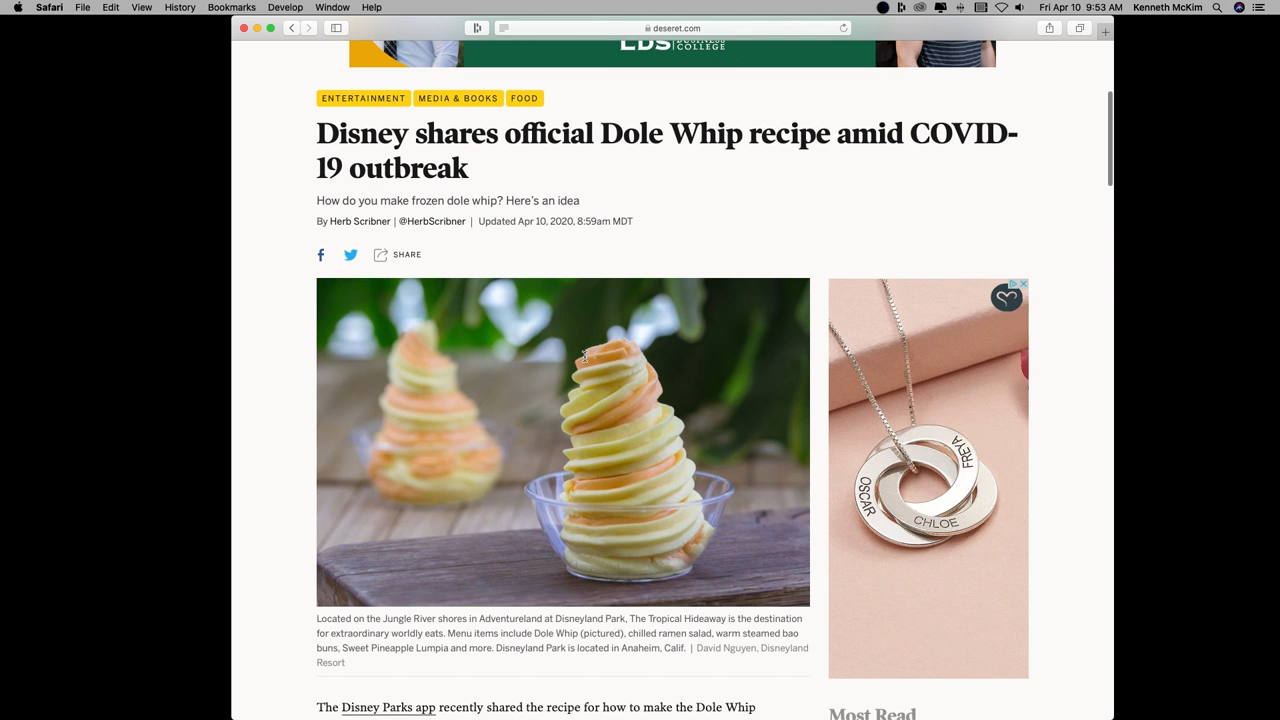 Safari File Edit View History Bookmarks Develop Window Help Fri Apr 10 9:53 AM Kenneth McKim
deseret.com
LDS BUSINESS COLLEGE
ENTERTAINMENT MEDIA & BOOKS FOOD
Disney shares official Dole Whip recipe amid COVID-
19 outbreak
How do you make frozen dole whip? Here's an idea
By Herb Scribner | @HerbScribner | Updated Apr 10, 2020, 8:59am MDT
SHARE
OSCAR
CHLOE
FREYA
Located on the Jungle River shores in Adventureland at Disneyland Park, The Tropical Hideaway is the destination
for extraordinary worldly eats. Menu items include Dole Whip (pictured), chilled ramen salad, warm steamed bao
buns, Sweet Pineapple Lumpia and more. Disneyland Park is located in Anaheim, Calif. | David Nguyen, Disneyland
Resort
The Disney Parks app recently shared the recipe for how to make the Dole Whip
Most Read